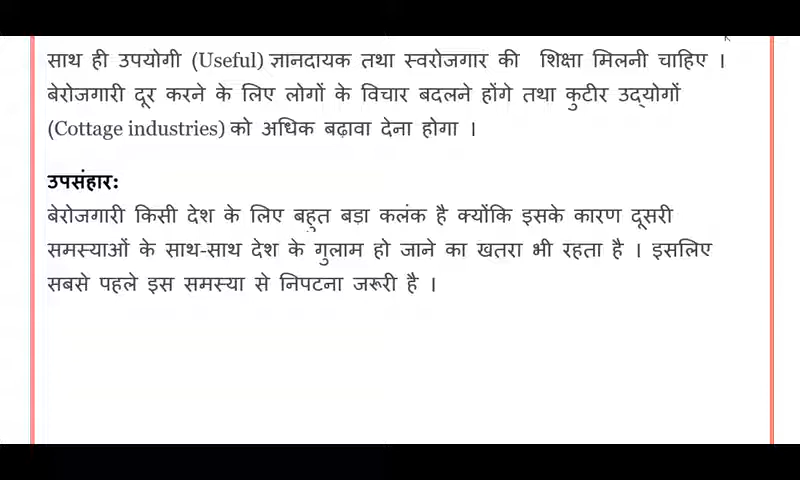 साथ ही उपयोगी (Useful) ज्ञानदायक तथा स्वरोजगार की शिक्षा मिलनी चाहिए ।
बेरोजगारी दूर करने के लिए लोगों के विचार बदलने होंगे तथा कुटीर उद्योगों
(Cottage industries) को अधिक बढ़ावा देना होगा ।
उपसंहार:
बेरोजगारी किसी देश के लिए बहुत बड़ा कलंक है क्योंकि इसके कारण दूसरी
समस्याओं के साथ-साथ देश के गुलाम हो जाने का खतरा भी रहता है । इसलिए
सबसे पहले इस समस्या से निपटना जरूरी है ।